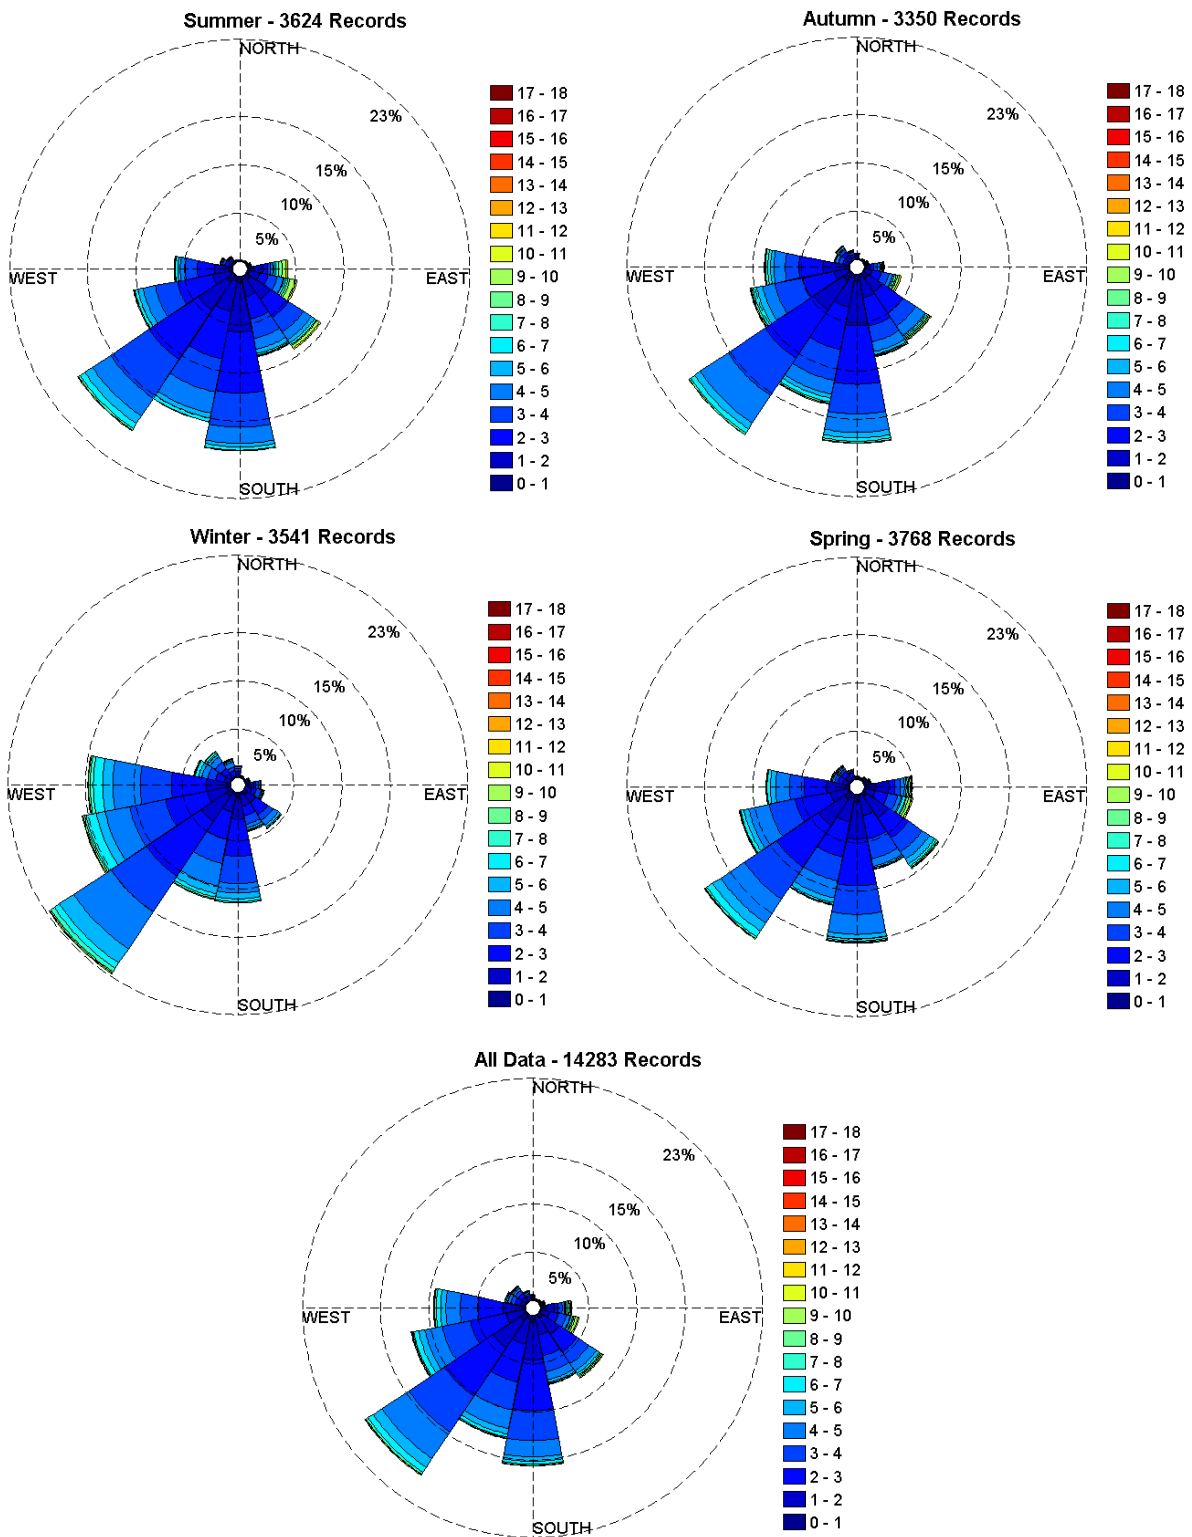 Summer - 3624 Records
NORTH
23%
15%
10%
5%
WEST
EAST
SOUTH
17 - 18
16 - 17
15 - 16
14 - 15
13 - 14
12 - 13
11 - 12
10 - 11
9 - 10
8 - 9
7 - 8
6 - 7
5 - 6
4 - 5
3 - 4
2 - 3
1 - 2
0 - 1
Autumn - 3350 Records
NORTH
23%
15%
10%
5%
WEST
EAST
SOUTH
17 - 18
16 - 17
15 - 16
14 - 15
13 - 14
12 - 13
11 - 12
10 - 11
9 - 10
8 - 9
7 - 8
6 - 7
5 - 6
4 - 5
3 - 4
2 - 3
1 - 2
0 - 1
Winter - 3541 Records
NORTH
23%
15%
10%
5%
WEST
EAST
SOUTH
17 - 18
16 - 17
15 - 16
14 - 15
13 - 14
12 - 13
11 - 12
10 - 11
9 - 10
8 - 9
7 - 8
6 - 7
5 - 6
4 - 5
3 - 4
2 - 3
1 - 2
0 - 1
Spring - 3768 Records
NORTH
23%
15%
10%
5%
WEST
EAST
SOUTH
17 - 18
16 - 17
15 - 16
14 - 15
13 - 14
12 - 13
11 - 12
10 - 11
9 - 10
8 - 9
7 - 8
6 - 7
5 - 6
4 - 5
3 - 4
2 - 3
1 - 2
0 - 1
All Data - 14283 Records
NORTH
23%
15%
10%
5%
WEST
EAST
SOUTH
17 - 18
16 - 17
15 - 16
14 - 15
13 - 14
12 - 13
11 - 12
10 - 11
9 - 10
8 - 9
7 - 8
6 - 7
5 - 6
4 - 5
3 - 4
2 - 3
1 - 2
0 - 1